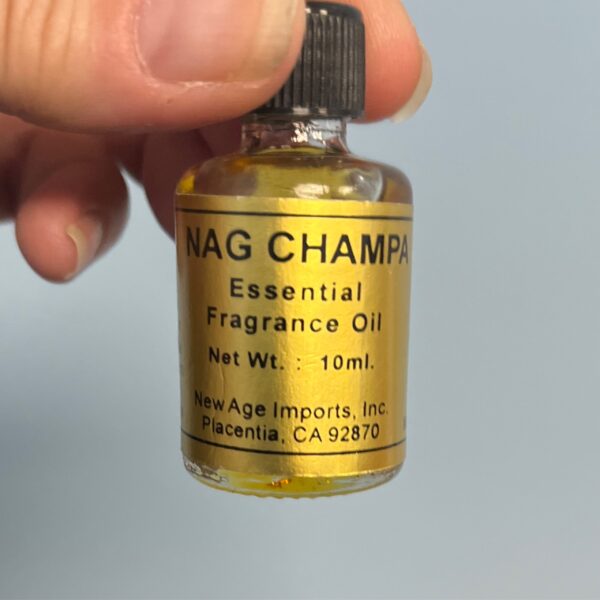 NAG CHAMPA
Essential
Fragrance Oil
Net Wt. : 10ml.
New Age Imports, Inc.
Placentia, CA 92870